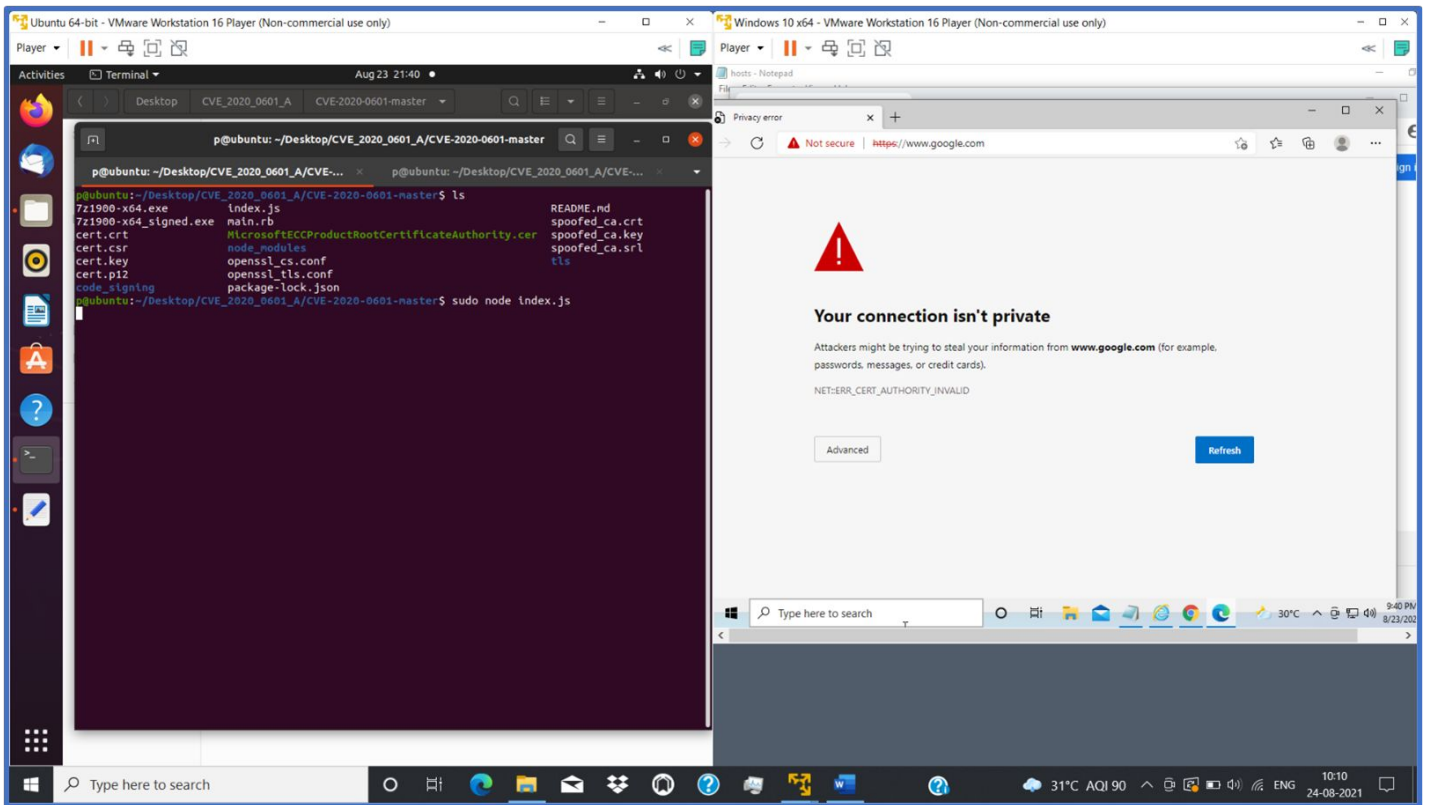 Ubuntu 64-bit - VMware Workstation 16 Player (Non-commercial use only)
Player
Activities
Terminal
Aug 23 21:40
Desktop
CVE_2020_0601_A
CVE-2020-0601-master
p@ubuntu: ~/Desktop/CVE_2020_0601_A/CVE-2020-0601-master
p@ubuntu: ~/Desktop/CVE_2020_0601_A/CVE-...
p@ubuntu: ~/Desktop/CVE_2020_0601_A/CVE-...
p@ubuntu:~/Desktop/CVE_2020_0601_A/CVE-2020-0601-master$ ls
7z1900-x64.exe index.js README.md
7z1900-x64_signed.exe main.rb spoofed_ca.crt
cert.crt MicrosoftECCProductRootCertificateAuthority.cer spoofed_ca.key
cert.csr node_modules spoofed_ca.srl
cert.key openssl_cs.conf tls
cert.p12 openssl_tls.conf
code_signing package-lock.json
p@ubuntu:~/Desktop/CVE_2020_0601_A/CVE-2020-0601-master$ sudo node index.js
Windows 10 x64 - VMware Workstation 16 Player (Non-commercial use only)
Player
hosts - Notepad
Privacy error
Not secure
https://www.google.com
Your connection isn't private
Attackers might be trying to steal your information from www.google.com (for example,
passwords, messages, or credit cards).
NET::ERR_CERT_AUTHORITY_INVALID
Advanced
Refresh
Type here to search
30°C
9:40 PM
Type here to search
31°C AQI 90
ENG
10:10
24-08-2021